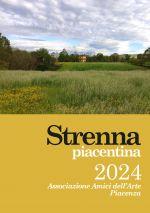 Strenna
piacentina
2024
Associazione Amici dell'Arte
Piacenza